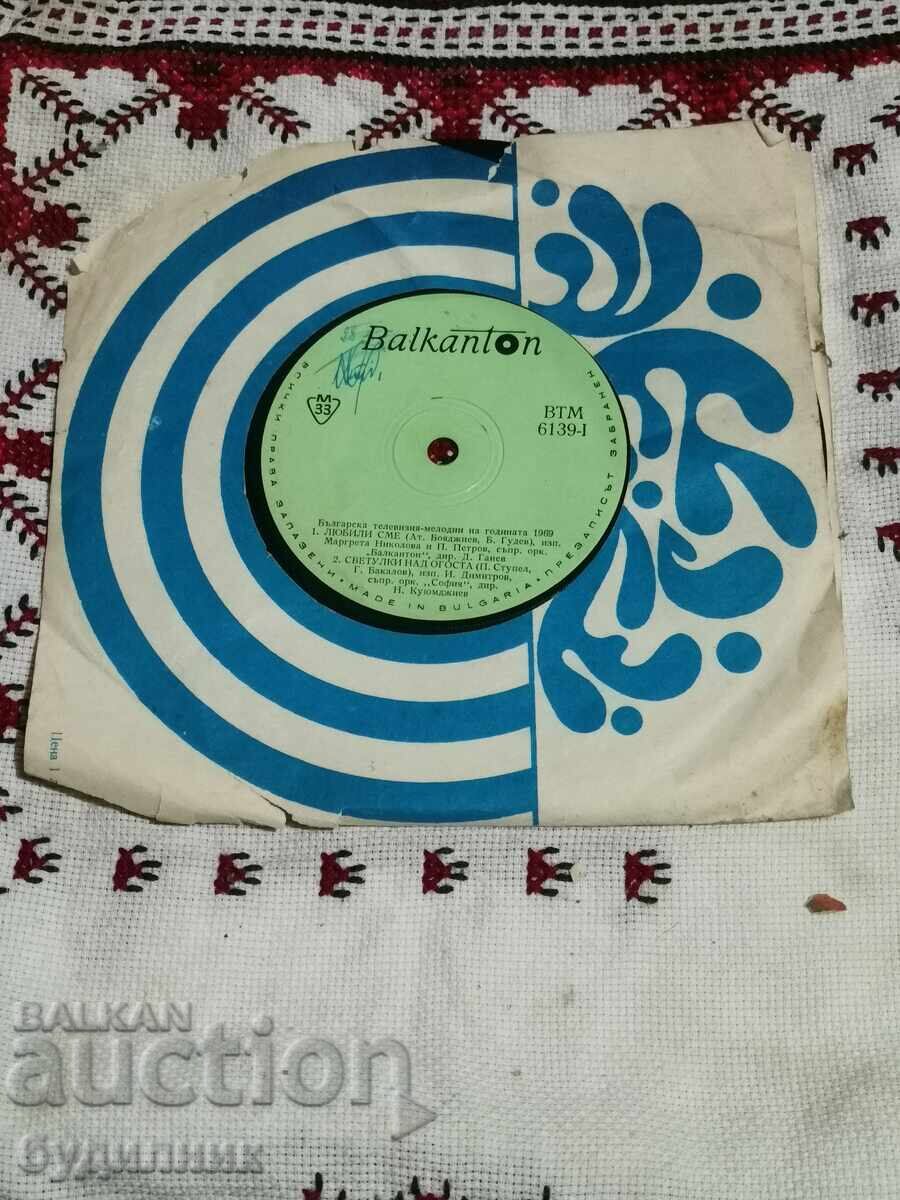 Balkanton
М
33
ВТМ
6139-I
ВСИЧКИ ПРАВА ЗАПАЗЕНИ · MADE IN BULGARIA · ПРЕЗАПИСЪТ ЗАБРАНЕН
Българска телевизия-мелодии на годината 1969
1. ЛЮБИЛИ СМЕ (Ат. Бояджиев, Б. Гудев), изп.
Маргрета Николова и П. Петров, съпр. орк.
„Балкантон", дир. Д. Ганев
2. СВЕТУЛКИ НАД ОГОСТА (П. Ступел,
Г. Бакалов), изп. И. Димитров,
съпр. орк. „София", дир.
Н. Куюмджиев
Цена 1
BALKAN
auction
будилник